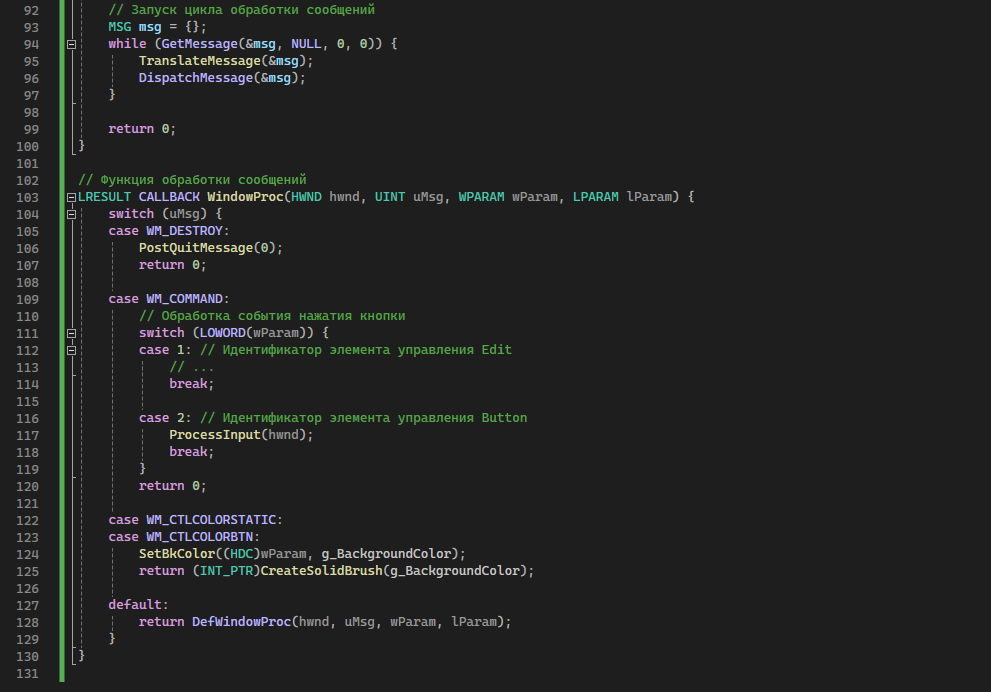 92 // Запуск цикла обработки сообщений
93 MSG msg = {};
94 while (GetMessage(&msg, NULL, 0, 0)) {
95 TranslateMessage(&msg);
96 DispatchMessage(&msg);
97 }
98
99 return 0;
100 }
101
102 // Функция обработки сообщений
103 LRESULT CALLBACK WindowProc(HWND hwnd, UINT uMsg, WPARAM wParam, LPARAM lParam) {
104 switch (uMsg) {
105 case WM_DESTROY:
106 PostQuitMessage(0);
107 return 0;
108
109 case WM_COMMAND:
110 // Обработка события нажатия кнопки
111 switch (LOWORD(wParam)) {
112 case 1: // Идентификатор элемента управления Edit
113 // ...
114 break;
115
116 case 2: // Идентификатор элемента управления Button
117 ProcessInput(hwnd);
118 break;
119 }
120 return 0;
121
122 case WM_CTLCOLORSTATIC:
123 case WM_CTLCOLORBTN:
124 SetBkColor((HDC)wParam, g_BackgroundColor);
125 return (INT_PTR)CreateSolidBrush(g_BackgroundColor);
126
127 default:
128 return DefWindowProc(hwnd, uMsg, wParam, lParam);
129 }
130 }
131